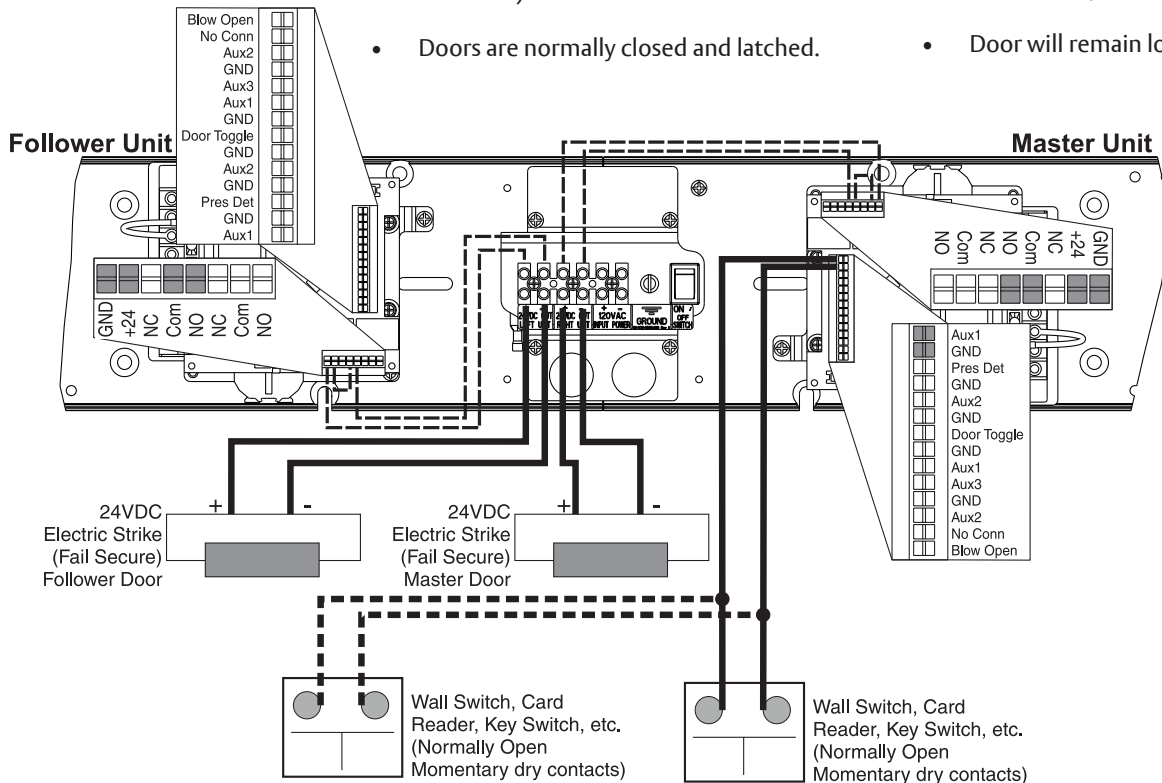 • Doors are normally closed and latched.
• Door will remain lo
Blow Open
No Conn
Aux2
GND
Aux3
Aux1
GND
Door Toggle
GND
Aux2
GND
Pres Det
GND
Aux1
Follower Unit
Master Unit
GND
+24
NC
Com
NO
NC
Com
NO
NO
Com
NC
NO
Com
NC
+24
GND
120VAC
INPUT POWER
GROUND
ON /
OFF
SWITCH
Aux1
GND
Pres Det
GND
Aux2
GND
Door Toggle
GND
Aux1
Aux3
GND
Aux2
No Conn
Blow Open
+ -
24VDC
Electric Strike
(Fail Secure)
Follower Door
+ -
24VDC
Electric Strike
(Fail Secure)
Master Door
Wall Switch, Card
Reader, Key Switch, etc.
(Normally Open
Momentary dry contacts)
Wall Switch, Card
Reader, Key Switch, etc.
(Normally Open
Momentary dry contacts)